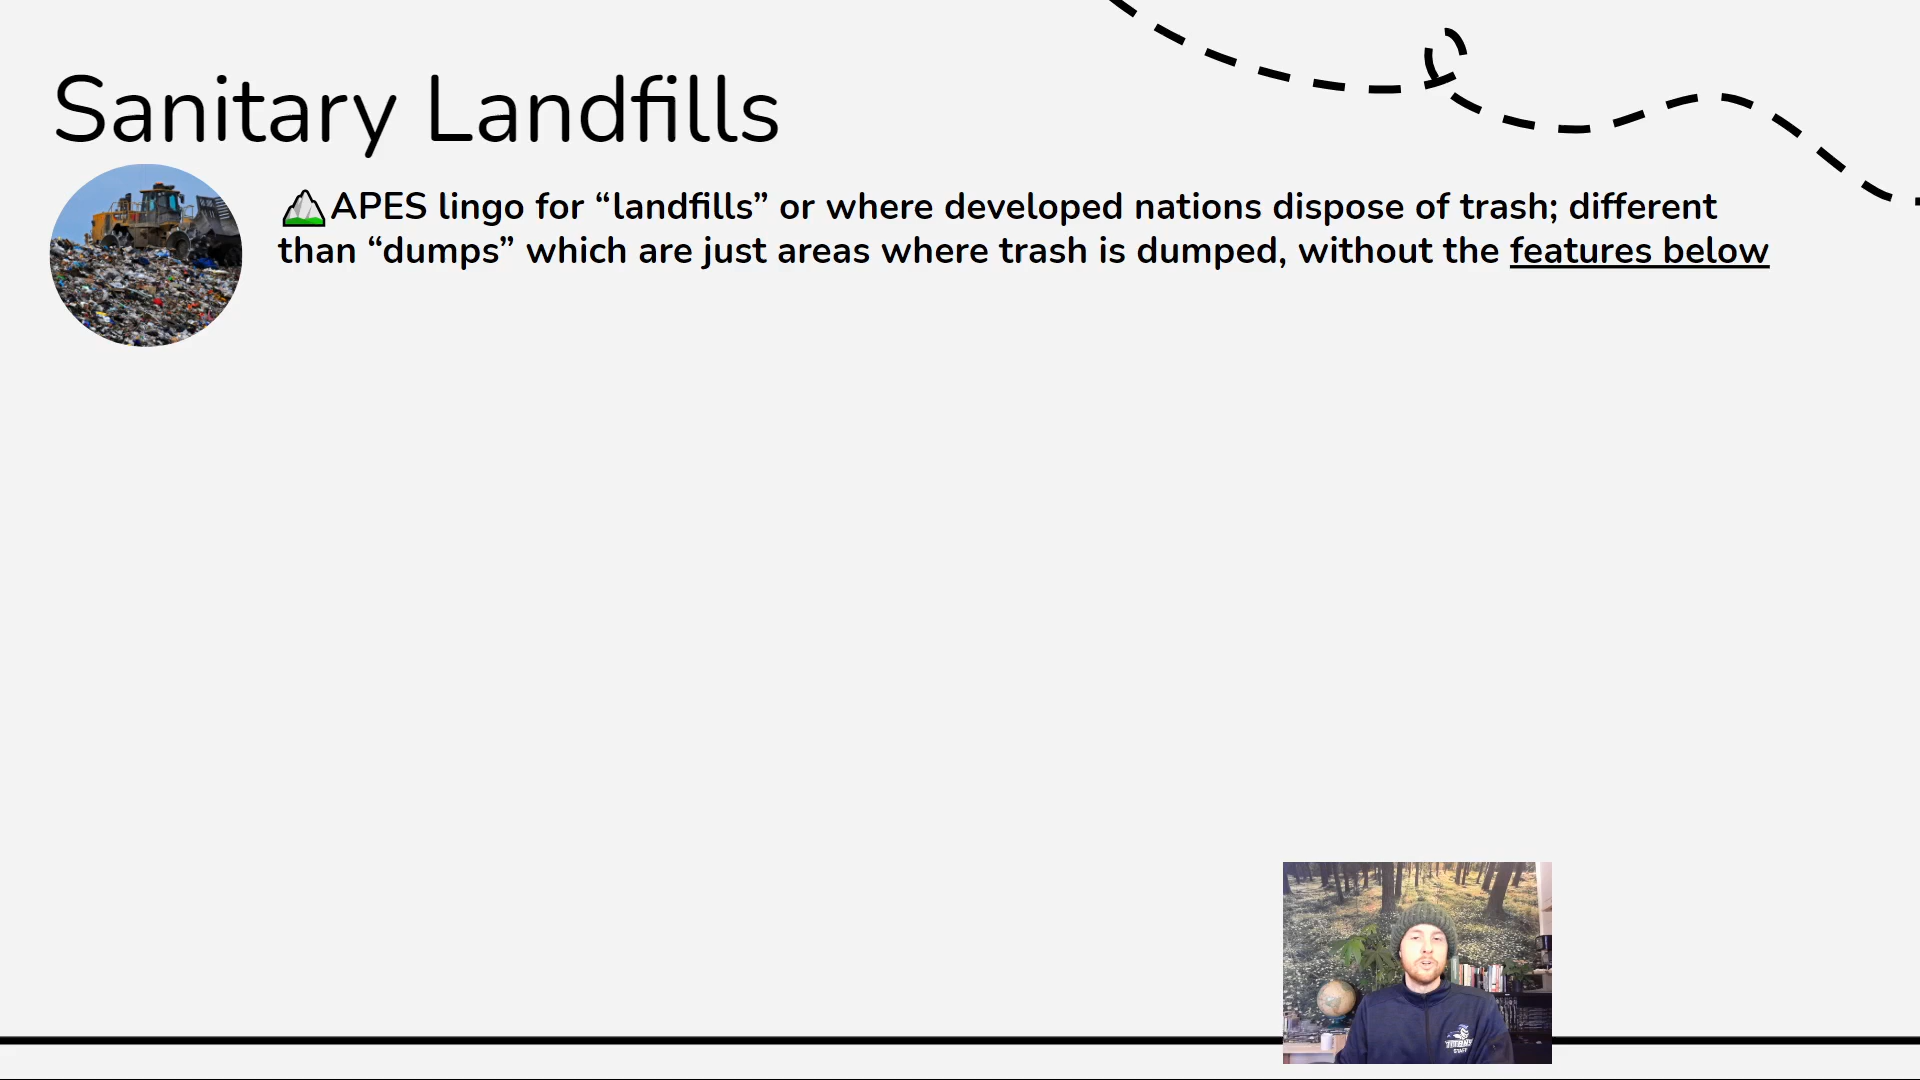 Sanitary Landfills
APES lingo for “landfills” or where developed nations dispose of trash; different
than “dumps” which are just areas where trash is dumped, without the features below
STAFF